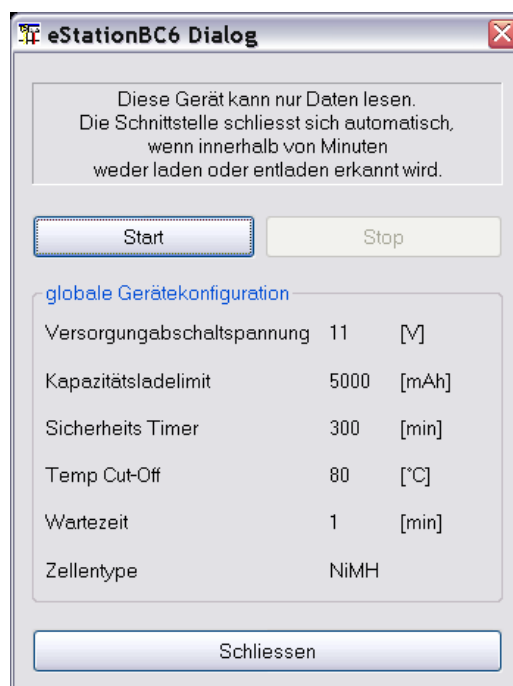 eStationBC6 Dialog
Diese Gerät kann nur Daten lesen.
Die Schnittstelle schliesst sich automatisch,
wenn innerhalb von Minuten
weder laden oder entladen erkannt wird.
Start Stop
globale Gerätekonfiguration
Versorgungabschaltspannung 11 [V]
Kapazitätsladelimit 5000 [mAh]
Sicherheits Timer 300 [min]
Temp Cut-Off 80 [°C]
Wartezeit 1 [min]
Zellentype NiMH
Schliessen